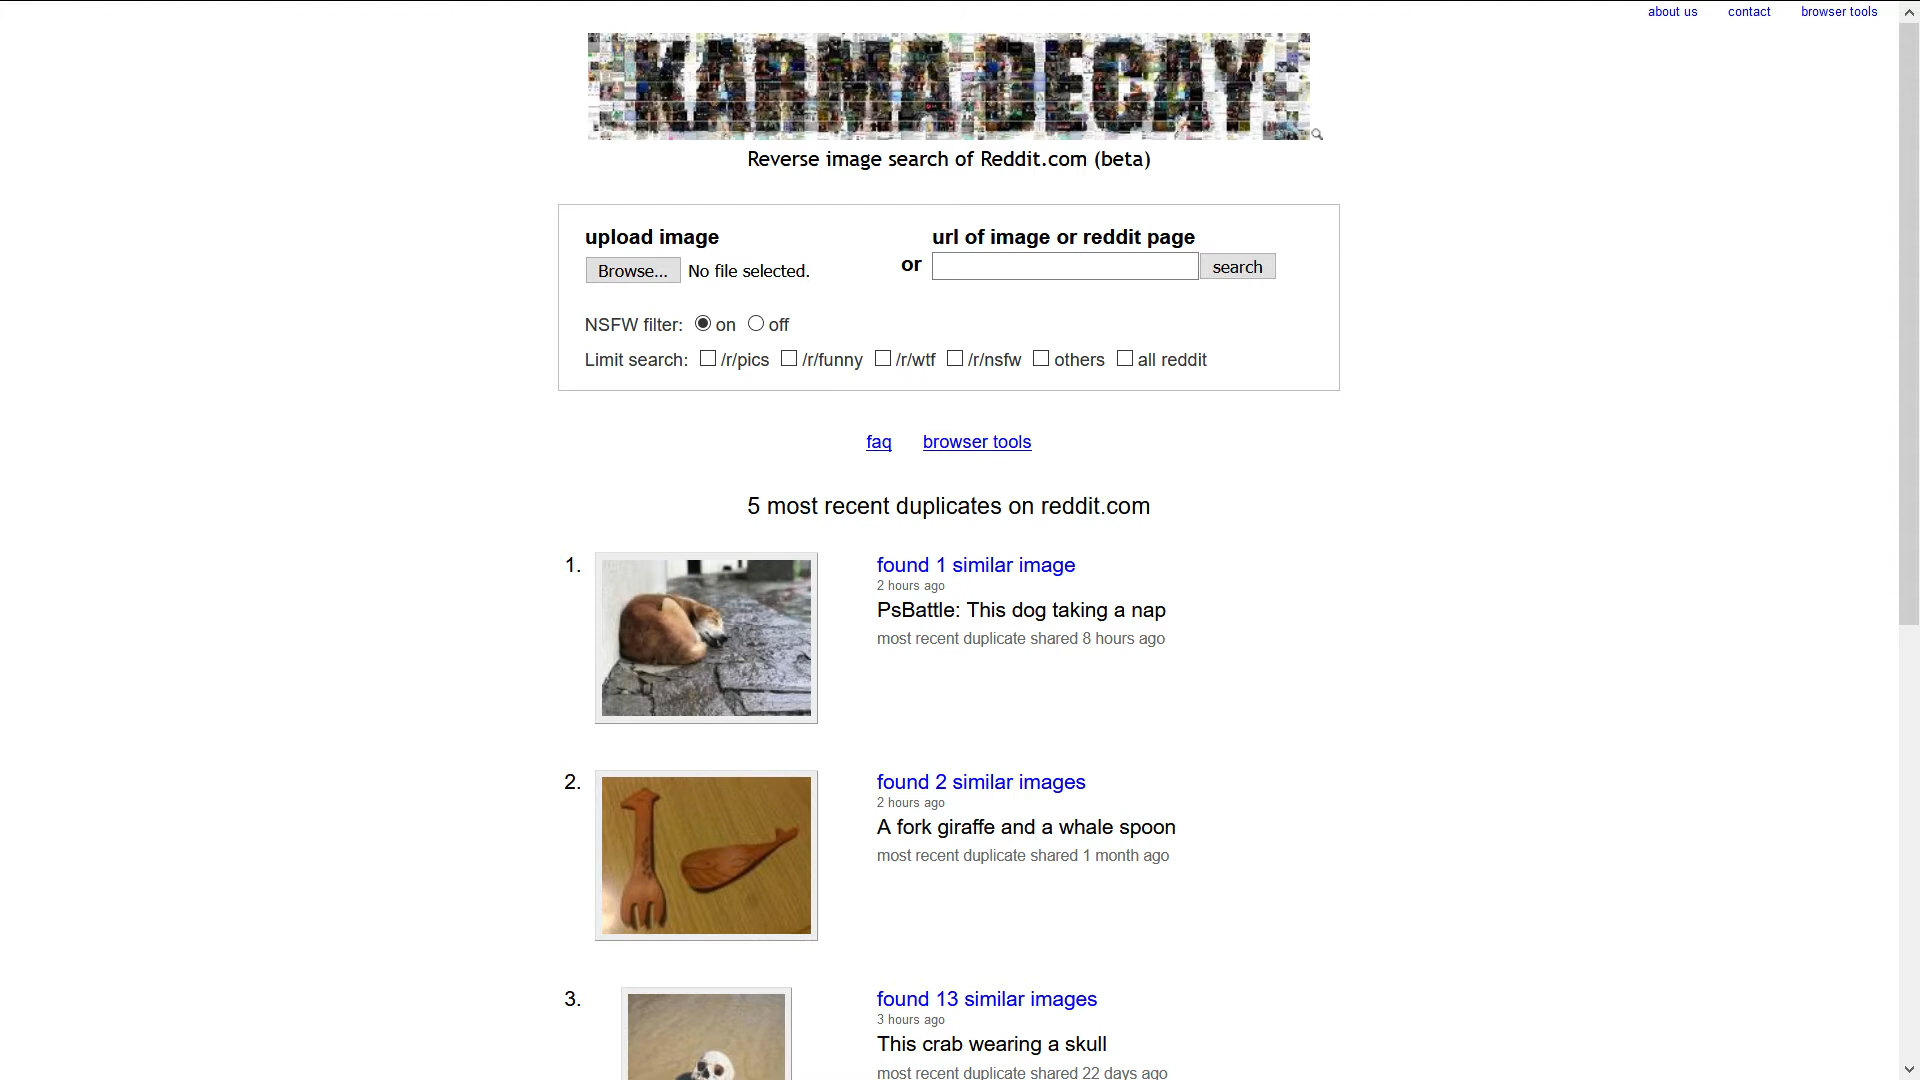 about us contact browser tools
KARMA DECAY
Reverse image search of Reddit.com (beta)
upload image
url of image or reddit page
Browse... No file selected.
or
search
NSFW filter: on off
Limit search: /r/pics /r/funny /r/wtf /r/nsfw others all reddit
faq browser tools
5 most recent duplicates on reddit.com
1.
found 1 similar image
2 hours ago
PsBattle: This dog taking a nap
most recent duplicate shared 8 hours ago
2.
found 2 similar images
2 hours ago
A fork giraffe and a whale spoon
most recent duplicate shared 1 month ago
3.
found 13 similar images
3 hours ago
This crab wearing a skull
most recent duplicate shared 22 days ago